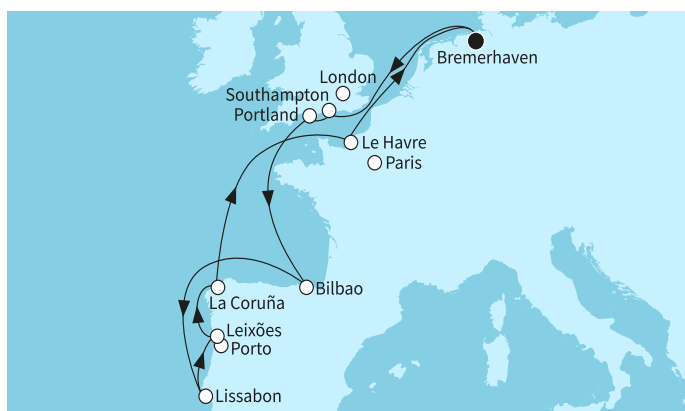 Bremerhaven
London
Southampton
Portland
Le Havre
Paris
Bilbao
La Coruña
Leixões
Porto
Lissabon